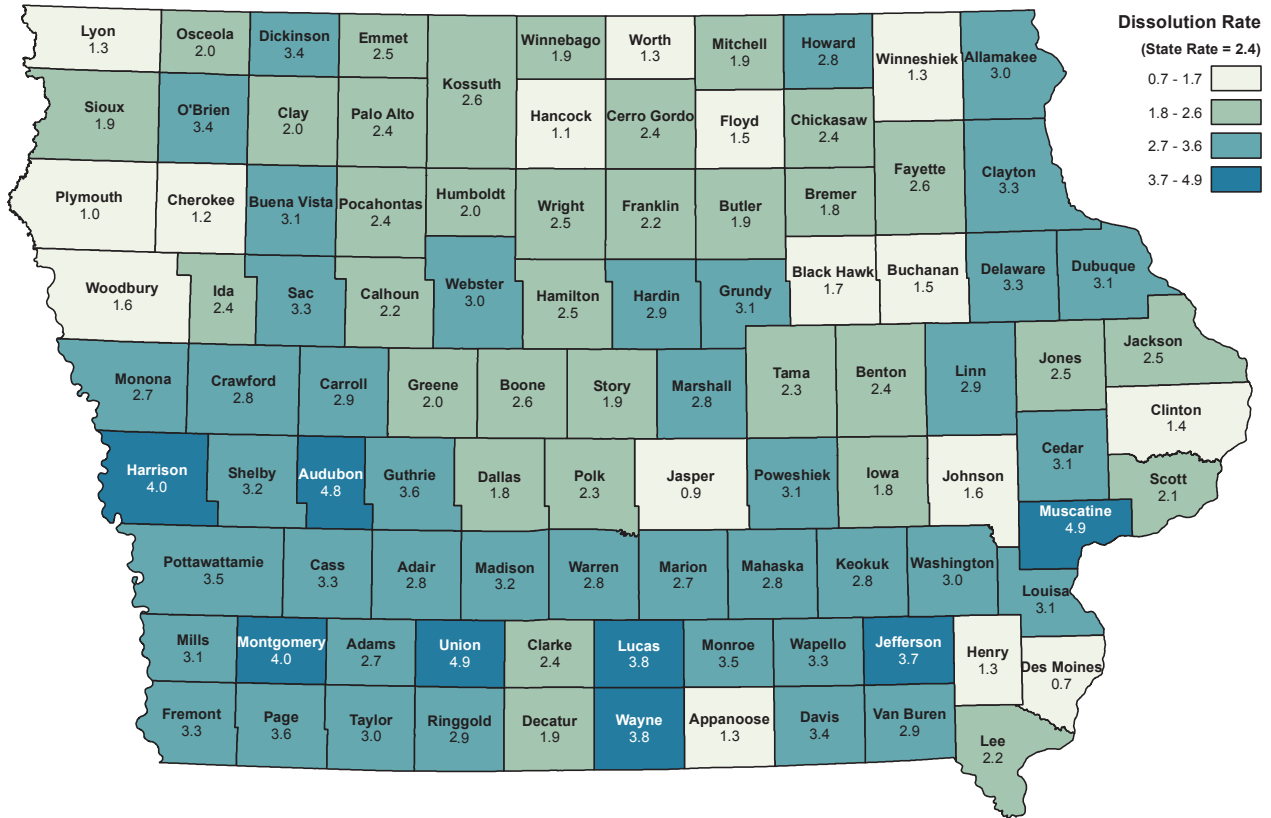 Dissolution Rate
(State Rate = 2.4)
0.7 - 1.7
1.8 - 2.6
2.7 - 3.6
3.7 - 4.9
Lyon
1.3
Osceola
2.0
Dickinson
3.4
Emmet
2.5
Kossuth
2.6
Winnebago
1.9
Worth
1.3
Mitchell
1.9
Howard
2.8
Winneshiek
1.3
Allamakee
3.0
Sioux
1.9
O'Brien
3.4
Clay
2.0
Palo Alto
2.4
Hancock
1.1
Cerro Gordo
2.4
Floyd
1.5
Chickasaw
2.4
Fayette
2.6
Clayton
3.3
Plymouth
1.0
Cherokee
1.2
Buena Vista
3.1
Pocahontas
2.4
Humboldt
2.0
Wright
2.5
Franklin
2.2
Butler
1.9
Bremer
1.8
Woodbury
1.6
Ida
2.4
Sac
3.3
Calhoun
2.2
Webster
3.0
Hamilton
2.5
Hardin
2.9
Grundy
3.1
Black Hawk
1.7
Buchanan
1.5
Delaware
3.3
Dubuque
3.1
Monona
2.7
Crawford
2.8
Carroll
2.9
Greene
2.0
Boone
2.6
Story
1.9
Marshall
2.8
Tama
2.3
Benton
2.4
Linn
2.9
Jones
2.5
Jackson
2.5
Clinton
1.4
Harrison
4.0
Shelby
3.2
Audubon
4.8
Guthrie
3.6
Dallas
1.8
Polk
2.3
Jasper
0.9
Poweshiek
3.1
Iowa
1.8
Johnson
1.6
Cedar
3.1
Scott
2.1
Muscatine
4.9
Pottawattamie
3.5
Cass
3.3
Adair
2.8
Madison
3.2
Warren
2.8
Marion
2.7
Mahaska
2.8
Keokuk
2.8
Washington
3.0
Louisa
3.1
Mills
3.1
Montgomery
4.0
Adams
2.7
Union
4.9
Clarke
2.4
Lucas
3.8
Monroe
3.5
Wapello
3.3
Jefferson
3.7
Henry
1.3
Des Moines
0.7
Fremont
3.3
Page
3.6
Taylor
3.0
Ringgold
2.9
Decatur
1.9
Wayne
3.8
Appanoose
1.3
Davis
3.4
Van Buren
2.9
Lee
2.2